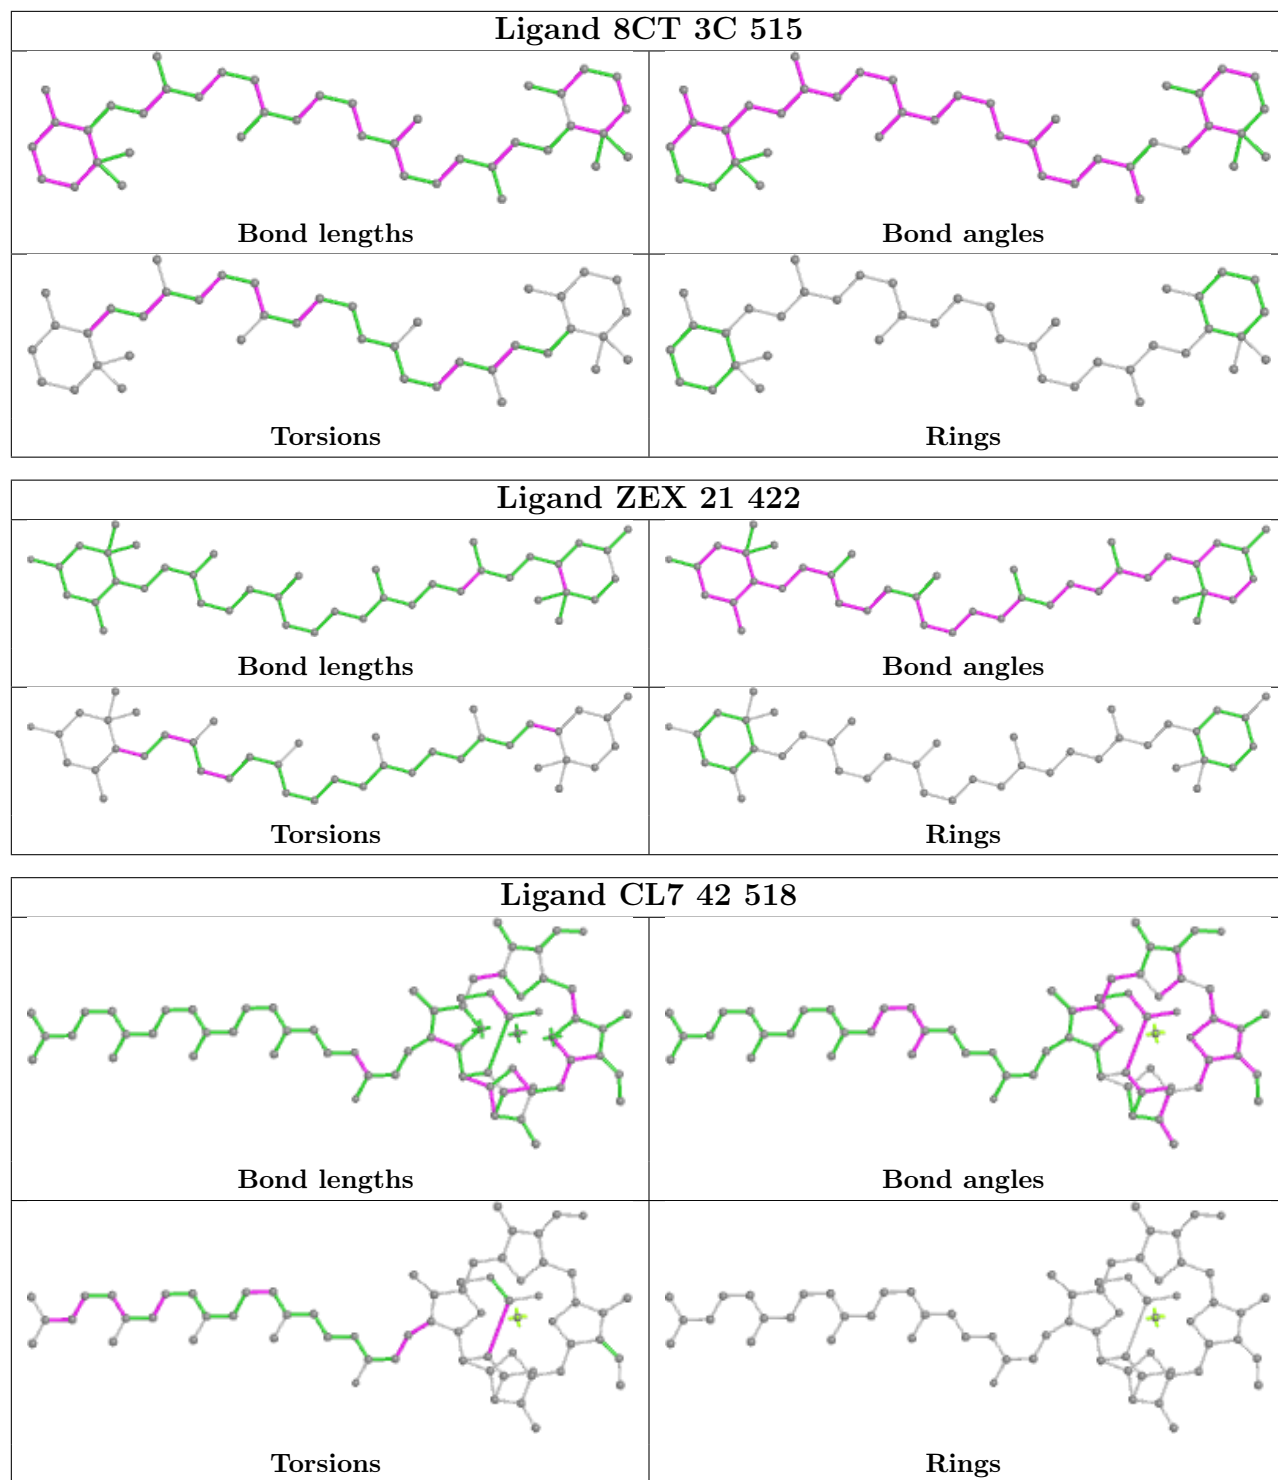 Ligand 8CT 3C 515
Bond lengths
Bond angles
Torsions
Rings
Ligand ZEX 21 422
Bond lengths
Bond angles
Torsions
Rings
Ligand CL7 42 518
Bond lengths
Bond angles
Torsions
Rings